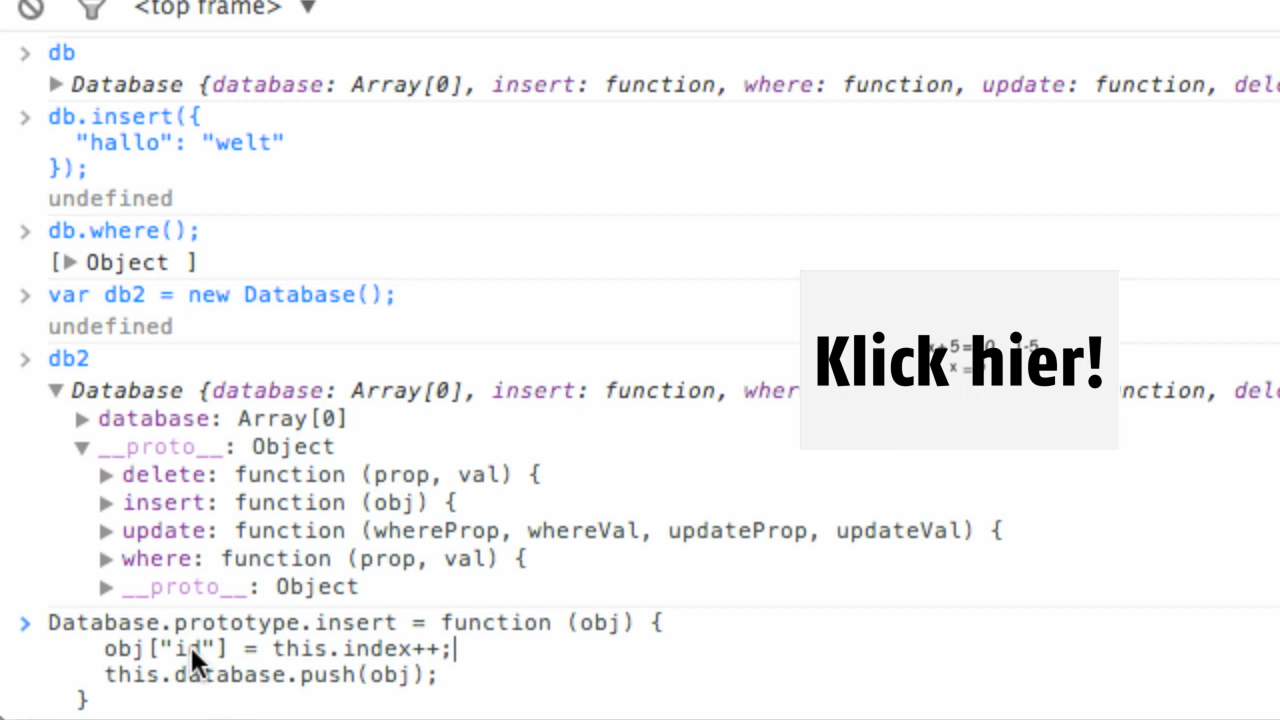 <top frame> ▼
> db
▶ Database {database: Array[0], insert: function, where: function, update: function, dele
> db.insert({
"hallo": "welt"
});
undefined
> db.where();
[▶ Object ]
> var db2 = new Database();
undefined
> db2
▼ Database {database: Array[0], insert: function, wher nction, dele
▶ database: Array[0]
▼ __proto__: Object
▶ delete: function (prop, val) {
▶ insert: function (obj) {
▶ update: function (whereProp, whereVal, updateProp, updateVal) {
▶ where: function (prop, val) {
▶ __proto__: Object
> Database.prototype.insert = function (obj) {
obj["id"] = this.index++;
this.database.push(obj);
}
Klick hier!